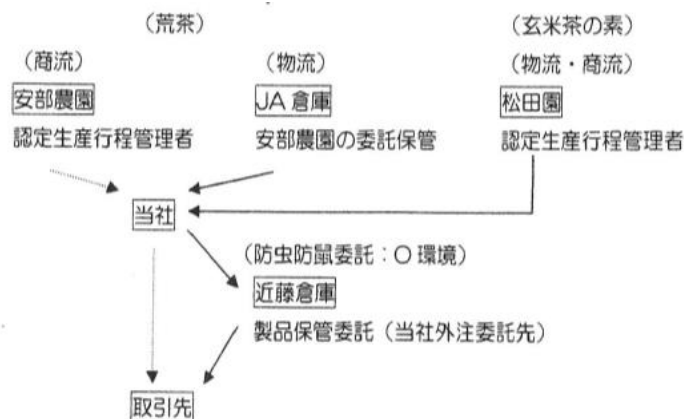 （荒茶）
（玄米茶の素）
（商流）
（物流）
（物流・商流）
安部農園
JA 倉庫
松田園
認定生産行程管理者
安部農園の委託保管
認定生産行程管理者
当社
（防虫防鼠委託：〇環境）
近藤倉庫
製品保管委託（当社外注委託先）
取引先